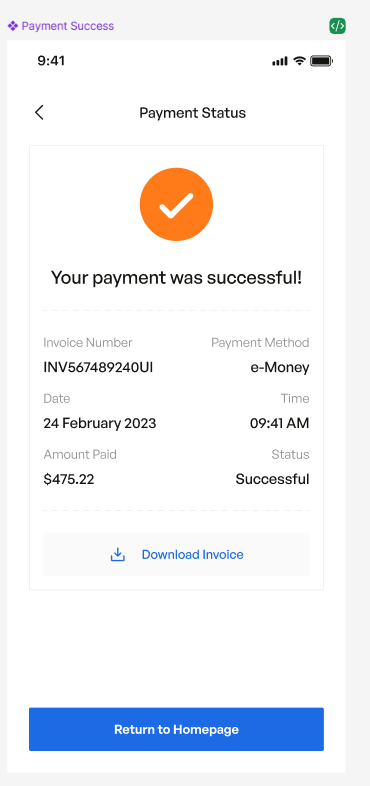 Payment Success
9:41
Payment Status
Your payment was successful!
Invoice Number Payment Method
INV567489240UI e-Money
Date Time
24 February 2023 09:41 AM
Amount Paid Status
$475.22 Successful
Download Invoice
Return to Homepage